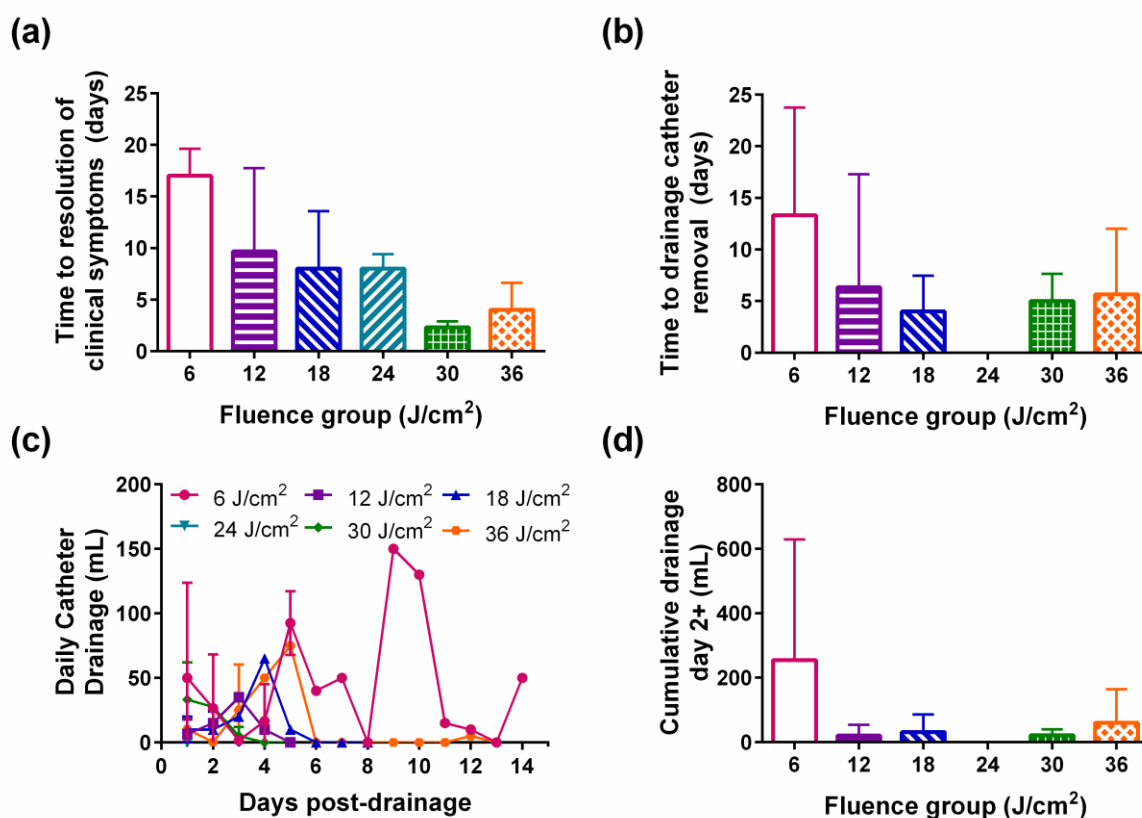 (a)
Time to resolution of
clinical symptoms (days)
25
20
15
10
5
0
6 12 18 24 30 36
Fluence group (J/cm²)
(b)
Time to drainage catheter
removal (days)
25
20
15
10
5
0
6 12 18 24 30 36
Fluence group (J/cm²)
(c)
Daily Catheter
Drainage (mL)
200
150
100
50
0
6 J/cm² 12 J/cm² 18 J/cm²
24 J/cm² 30 J/cm² 36 J/cm²
0 2 4 6 8 10 12 14
Days post-drainage
(d)
Cumulative drainage
day 2+ (mL)
800
600
400
200
0
6 12 18 24 30 36
Fluence group (J/cm²)